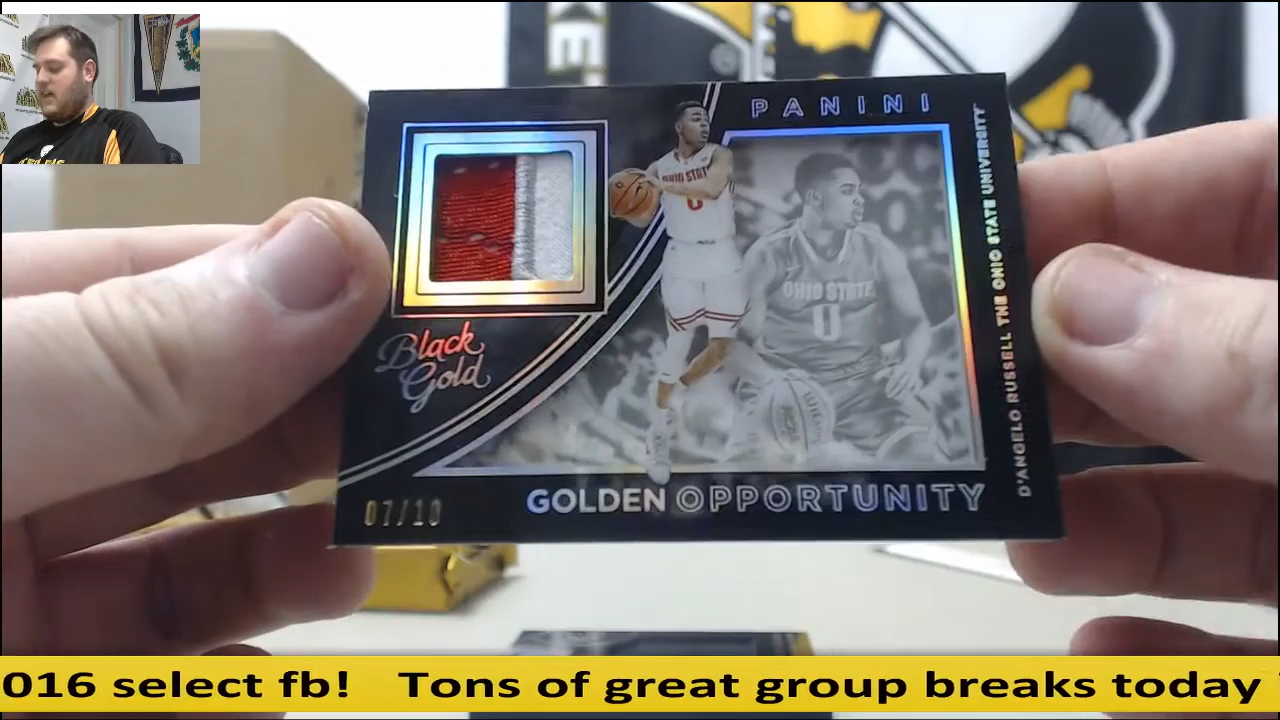 PANINI
OHIO STATE
0
OHIO STATE
0
Black
Gold
D'ANGELO RUSSELL THE OHIO STATE UNIVERSITY
07/10
GOLDEN OPPORTUNITY
016 select fb! Tons of great group breaks today